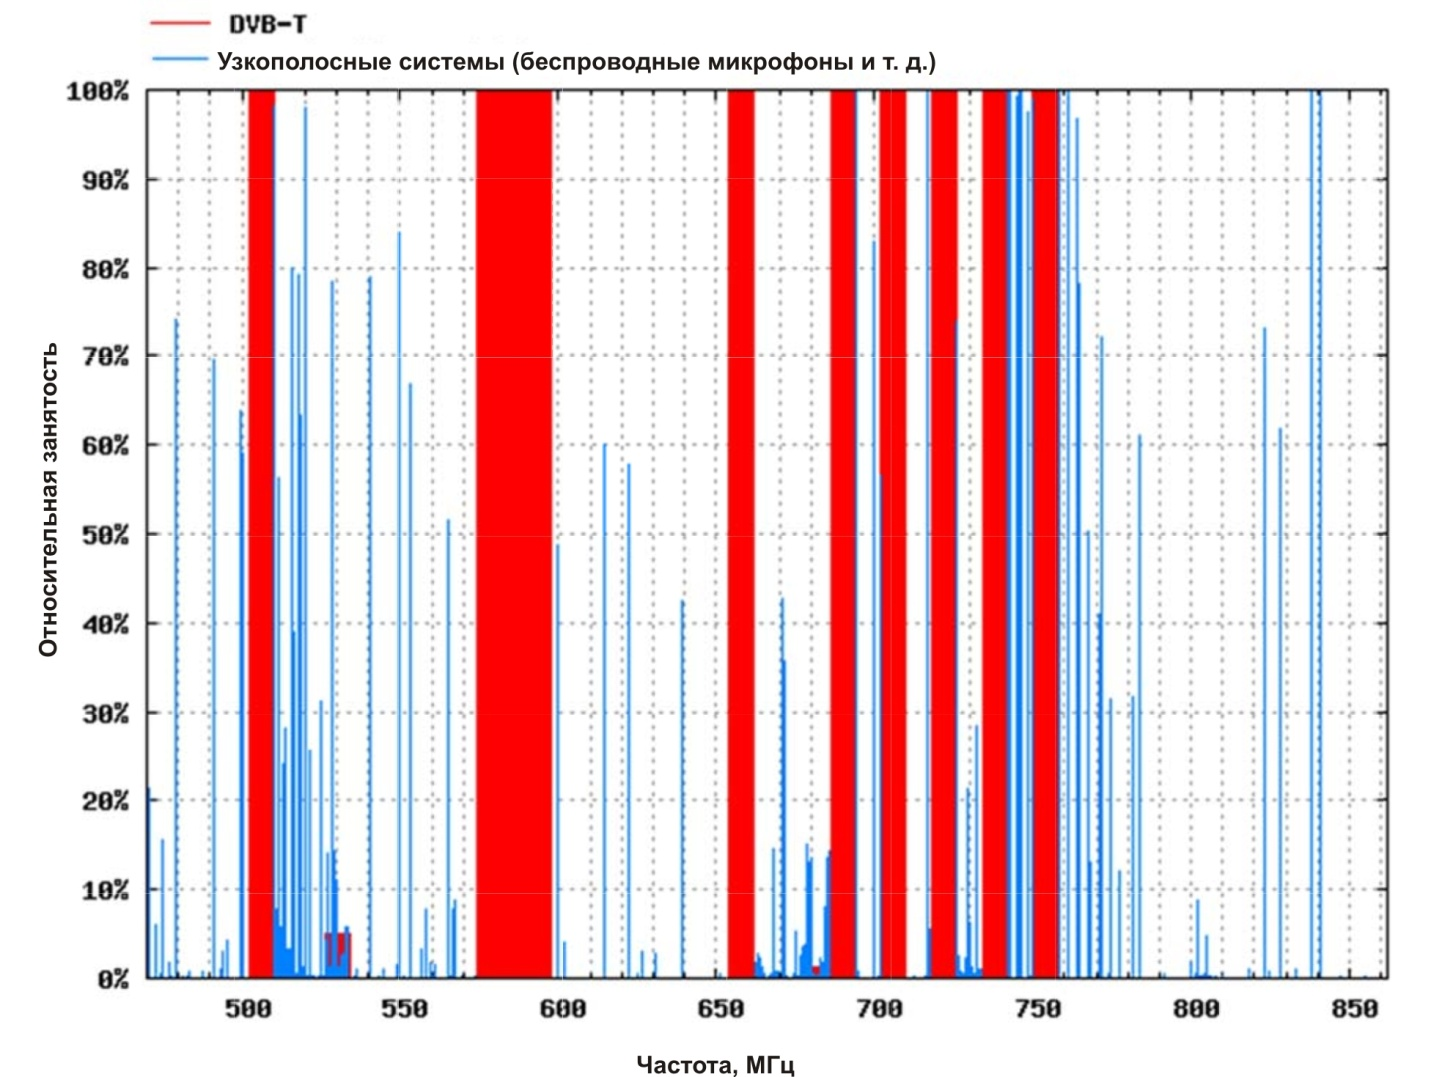 DVB-T
Узкополосные системы (беспроводные микрофоны и т. д.)
100%
90%
80%
70%
60%
50%
40%
30%
20%
10%
0%
Относительная занятость
500 550 600 650 700 750 800 850
Частота, МГц